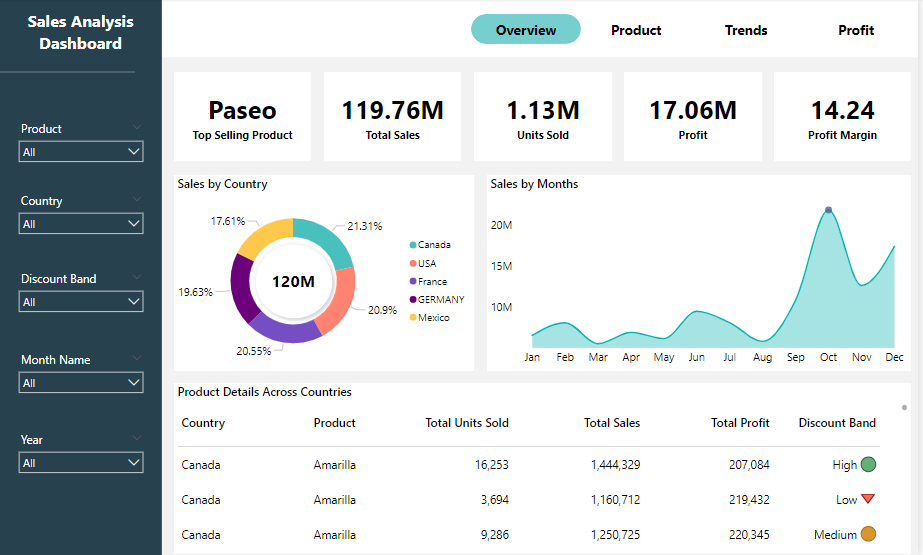 Sales Analysis
Dashboard
Overview
Product
Trends
Profit
Product
All
Country
All
Discount Band
All
Month Name
All
Year
All
Paseo
Top Selling Product
119.76M
Total Sales
1.13M
Units Sold
17.06M
Profit
14.24
Profit Margin
Sales by Country
17.61%
21.31%
19.63%
20.9%
20.55%
120M
Canada
USA
France
GERMANY
Mexico
Sales by Months
20M
15M
10M
Jan Feb Mar Apr May Jun Jul Aug Sep Oct Nov Dec
Product Details Across Countries
Country Product Total Units Sold Total Sales Total Profit Discount Band
Canada Amarilla 16,253 1,444,329 207,084 High
Canada Amarilla 3,694 1,160,712 219,432 Low
Canada Amarilla 9,286 1,250,725 220,345 Medium